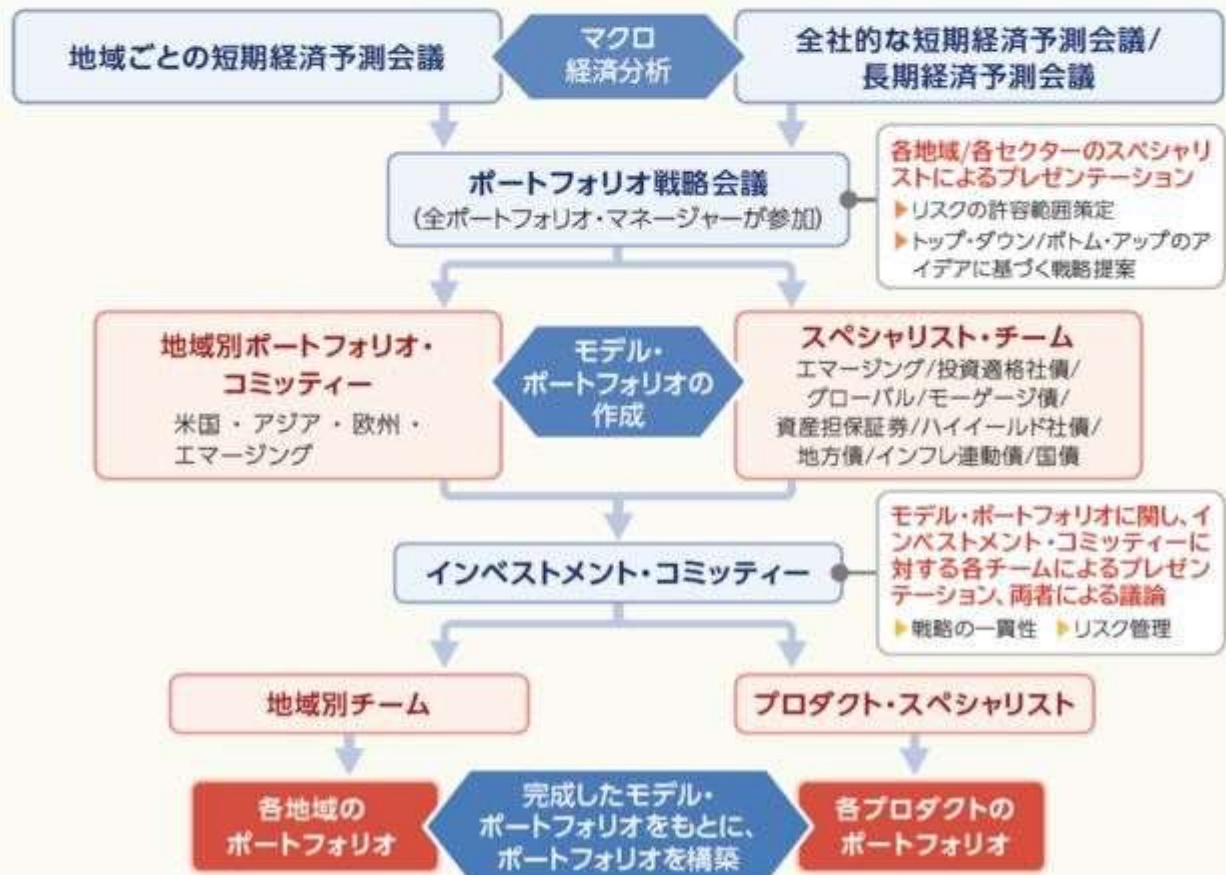 地域ごとの短期経済予測会議
マクロ
経済分析
全社的な短期経済予測会議/
長期経済予測会議
ポートフォリオ戦略会議
(全ポートフォリオ・マネージャーが参加)
各地域/各セクターのスペシャリ
ストによるプレゼンテーション
▶リスクの許容範囲策定
▶トップ・ダウン/ボトム・アップのア
イデアに基づく戦略提案
地域別ポートフォリオ・
コミッティー
米国 ・ アジア ・ 欧州 ・
エマージング
モデル・
ポートフォリオの
作成
スペシャリスト・チーム
エマージング/投資適格社債/
グローバル/モーゲージ債/
資産担保証券/ハイイールド社債/
地方債/インフレ連動債/国債
インベストメント・コミッティー
モデル・ポートフォリオに関し、イ
ンベストメント・コミッティーに
対する各チームによるプレゼン
テーション、両者による議論
▶戦略の一貫性 ▶リスク管理
地域別チーム
プロダクト・スペシャリスト
各地域の
ポートフォリオ
完成したモデル・
ポートフォリオをもとに、
ポートフォリオを構築
各プロダクトの
ポートフォリオ